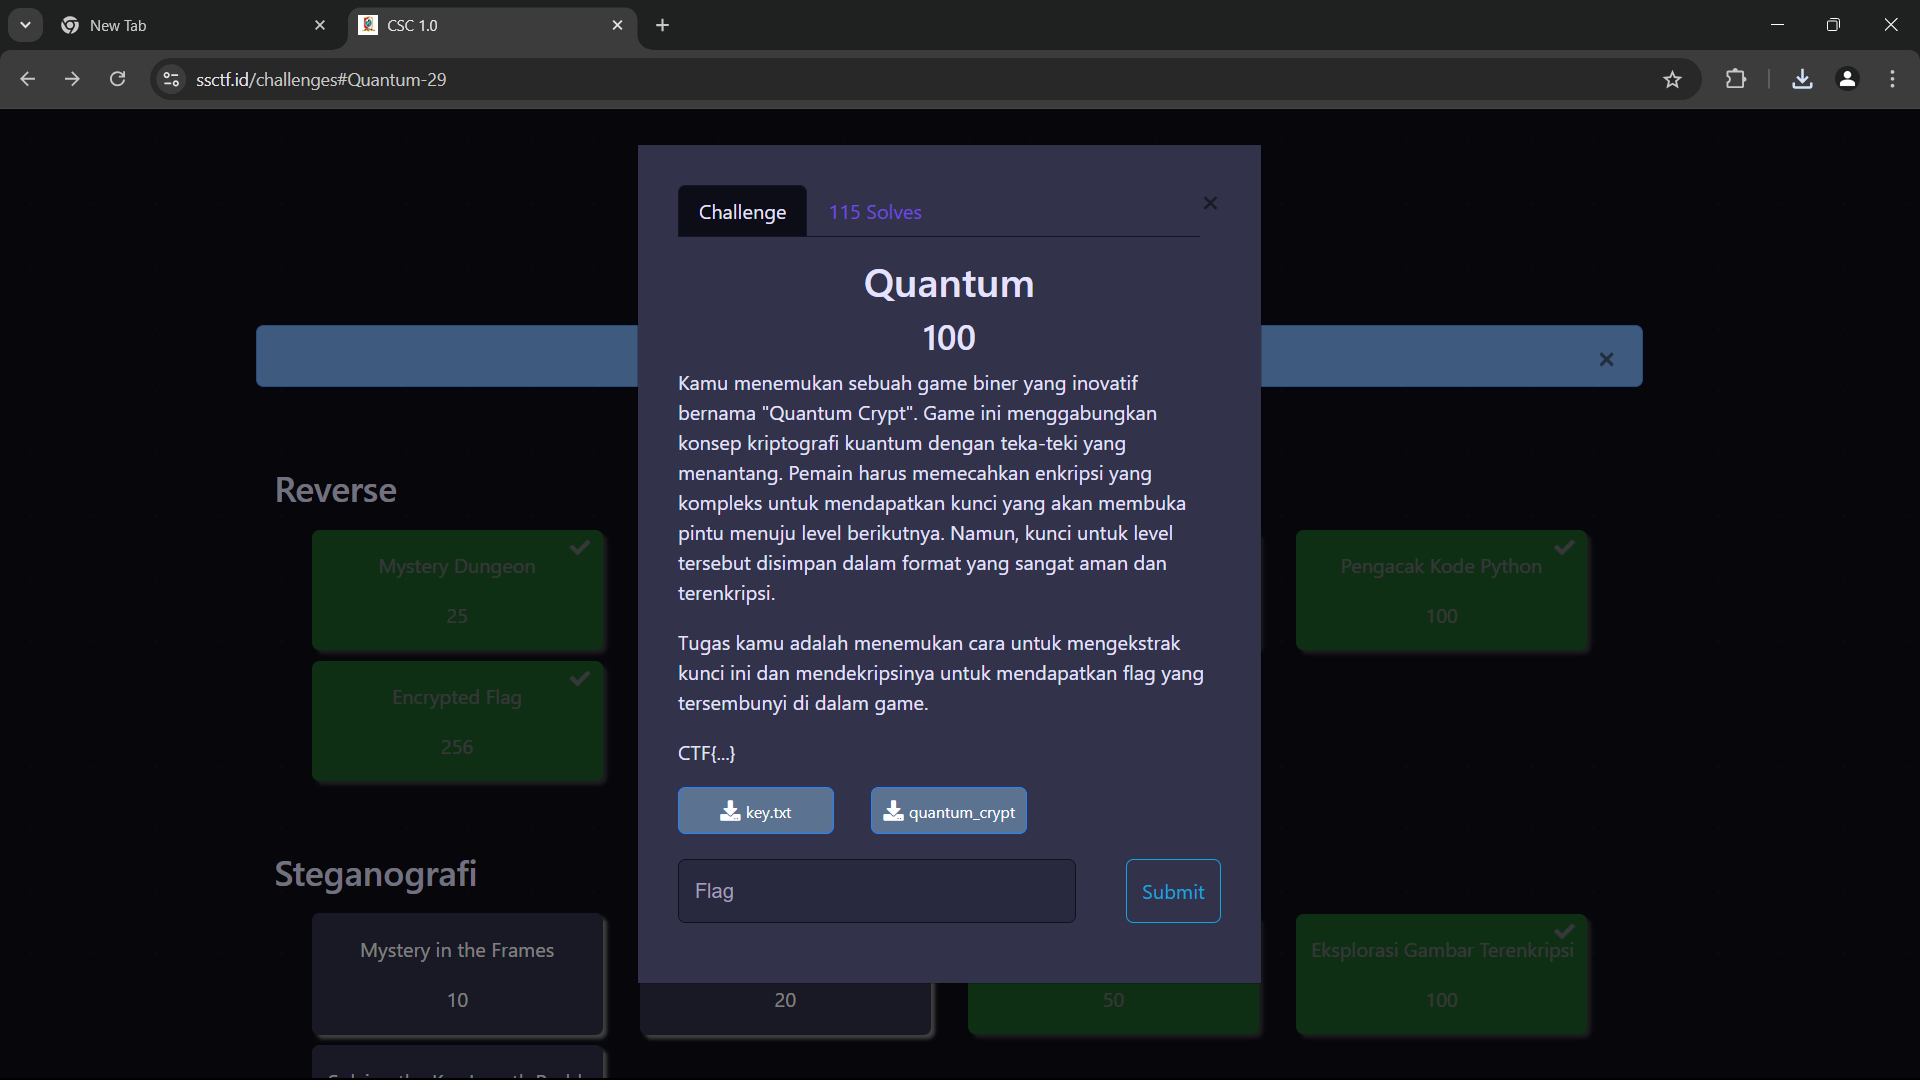 New Tab
CSC 1.0
ssctf.id/challenges#Quantum-29
Challenge
115 Solves
Quantum
100
Kamu menemukan sebuah game biner yang inovatif
bernama "Quantum Crypt". Game ini menggabungkan
konsep kriptografi kuantum dengan teka-teki yang
menantang. Pemain harus memecahkan enkripsi yang
kompleks untuk mendapatkan kunci yang akan membuka
pintu menuju level berikutnya. Namun, kunci untuk level
tersebut disimpan dalam format yang sangat aman dan
terenkripsi.
Tugas kamu adalah menemukan cara untuk mengekstrak
kunci ini dan mendekripsinya untuk mendapatkan flag yang
tersembunyi di dalam game.
CTF{...}
key.txt
quantum_crypt
Flag
Submit
Reverse
Mystery Dungeon
25
Pengacak Kode Python
100
Encrypted Flag
256
Steganografi
Mystery in the Frames
10
20
50
Eksplorasi Gambar Terenkripsi
100